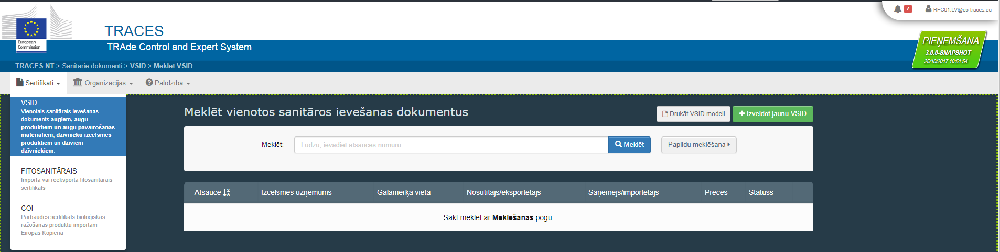 7
RFC01.LV@ec-traces.eu
European
Commission
TRACES
TRAde Control and Expert System
PIEŅEMŠANA
3.0.0-SNAPSHOT
25/10/2017 10:51:54
TRACES NT > Sanitārie dokumenti > VSID > Meklēt VSID
Sertifikāti
Organizācijas
Palīdzība
VSID
Vienotais sanitārais ievešanas
dokuments augiem, augu
produktiem un augu pavairošanas
materiāliem, dzīvnieku izcelsmes
produktiem un dzīviem
dzīvniekiem.
FITOSANITĀRAIS
Importa vai reeksporta fitosanitārais
sertifikāts
COI
Pārbaudes sertifikāts bioloģiskās
ražošanas produktu importam
Eiropas Kopienā
Meklēt vienotos sanitāros ievešanas dokumentus
Drukāt VSID modeli
Izveidot jaunu VSID
Meklēt:
Lūdzu, ievadiet atsauces numuru...
Meklēt
Papildu meklēšana
Atsauce Izcelsmes uzņēmums Galamērķa vieta Nosūtītājs/eksportētājs Saņēmējs/importētājs Preces Statuss
Sākt meklēt ar Meklēšanas pogu.